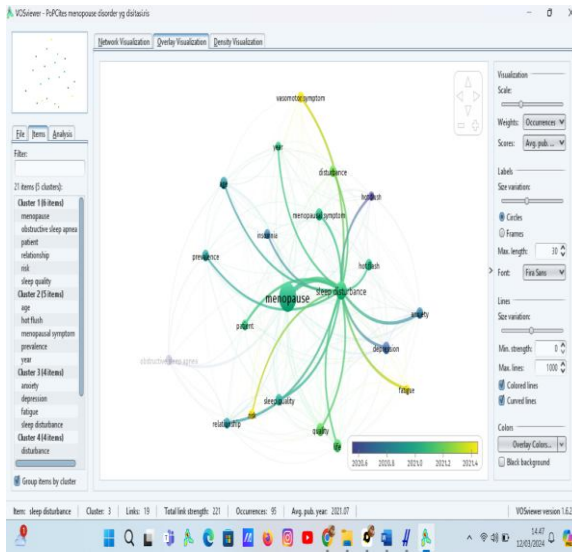 VOSviewer - PoPCites menopause disorder yg disitasiris
Network Visualization Overlay Visualization Density Visualization
File Items Analysis
Filter:
21 items (5 clusters):
Cluster 1 (6 items)
menopause
obstructive sleep apnea
patient
relationship
risk
sleep quality
Cluster 2 (5 items)
age
hot flush
menopausal symptom
prevalence
year
Cluster 3 (4 items)
anxiety
depression
fatigue
sleep disturbance
Cluster 4 (4 items)
disturbance
Group items by cluster
vasomotor symptom
year
disturbance
hot flush
menopausal symptom
insomnia
prevalence
hot flash
sleep disturbance
menopause
anxiety
patient
depression
obstructive sleep apnea
fatigue
sleep quality
risk
relationship
quality
2020.6 2020.8 2021.0 2021.2 2021.4
Visualization
Scale:
Weights: Occurrences
Scores: Avg. pub. ...
Labels
Size variation:
Circles
Frames
Max. length: 30
Font: Fira Sans
Lines
Size variation:
Min. strength: 0
Max. lines: 1000
Colored lines
Curved lines
Colors
Overlay Colors...
Black background
Item: sleep disturbance Cluster: 3 Links: 19 Total link strength: 221 Occurrences: 95 Avg. pub. year: 2021.07 VOSviewer version 1.6.2
14.47
12/03/2024